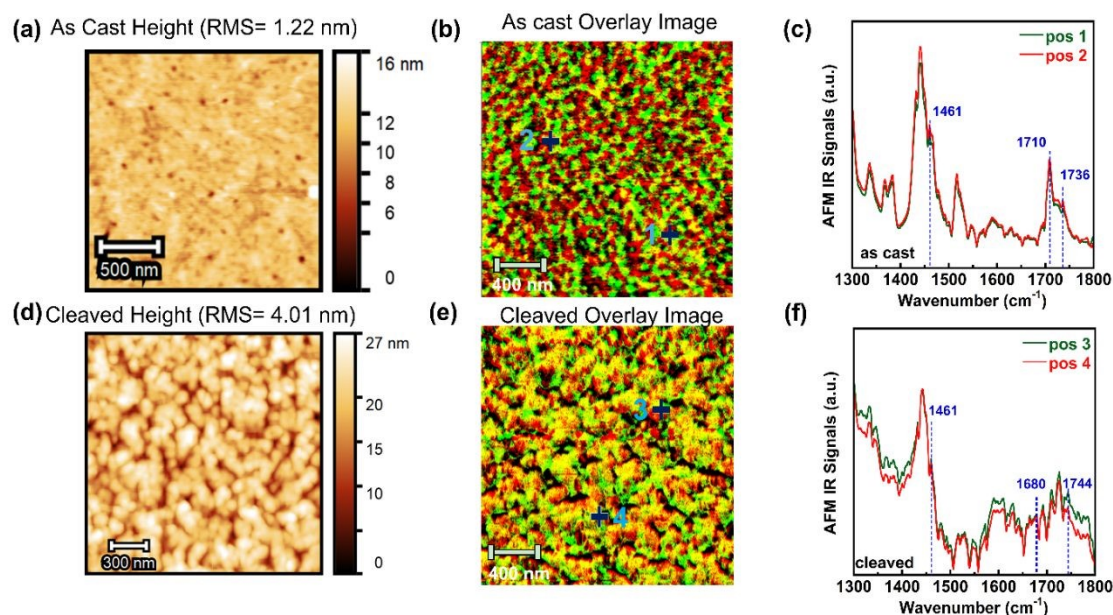 (a) As Cast Height (RMS= 1.22 nm)
16 nm
12
10
8
6
4
2
0
500 nm
(b) As cast Overlay Image
2
1
400 nm
(c)
pos 1
pos 2
1461
1710
1736
as cast
AFM IR Signals (a.u.)
1300 1400 1500 1600 1700 1800
Wavenumber (cm⁻¹)
(d) Cleaved Height (RMS= 4.01 nm)
27 nm
20
15
10
5
0
300 nm
(e) Cleaved Overlay Image
3
4
400 nm
(f)
pos 3
pos 4
1461
1680
1744
cleaved
AFM IR Signals (a.u.)
1300 1400 1500 1600 1700 1800
Wavenumber (cm⁻¹)